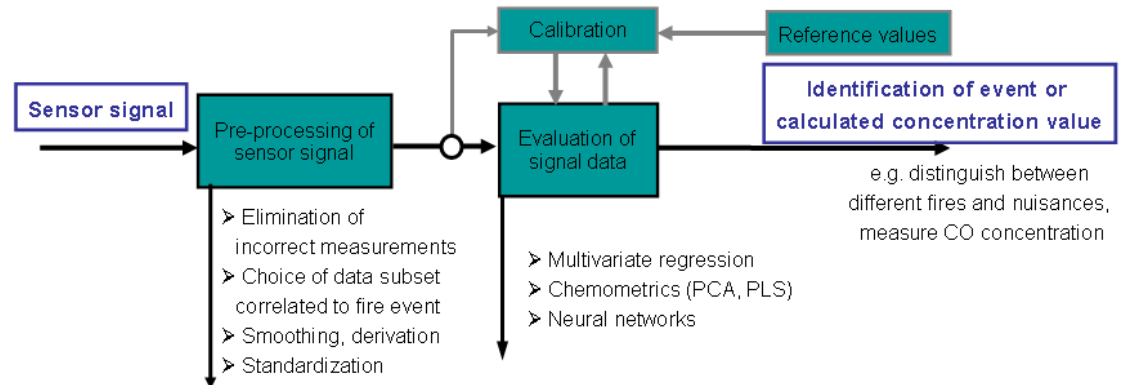 Calibration
Reference values
Sensor signal
Pre-processing of
sensor signal
Evaluation of
signal data
Identification of event or
calculated concentration value
e.g. distinguish between
different fires and nuisances,
measure CO concentration
➢ Elimination of
incorrect measurements
➢ Choice of data subset
correlated to fire event
➢ Smoothing, derivation
➢ Standardization
➢ Multivariate regression
➢ Chemometrics (PCA, PLS)
➢ Neural networks